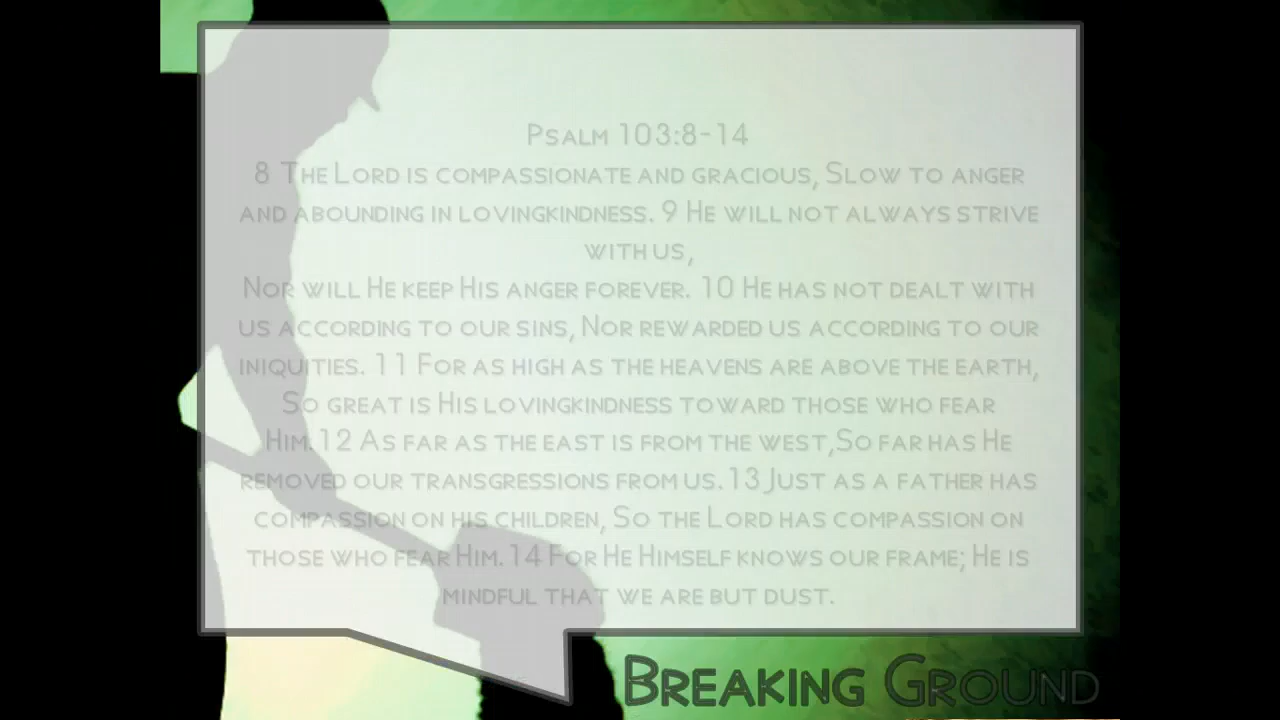 Psalm 103:8-14
8 The Lord is compassionate and gracious, Slow to anger
and abounding in lovingkindness. 9 He will not always strive
with us,
Nor will He keep His anger forever. 10 He has not dealt with
us according to our sins, Nor rewarded us according to our
iniquities. 11 For as high as the heavens are above the earth,
So great is His lovingkindness toward those who fear
Him.12 As far as the east is from the west,So far has He
removed our transgressions from us.13 Just as a father has
compassion on his children, So the Lord has compassion on
those who fear Him.14 For He Himself knows our frame; He is
mindful that we are but dust.
Breaking Ground